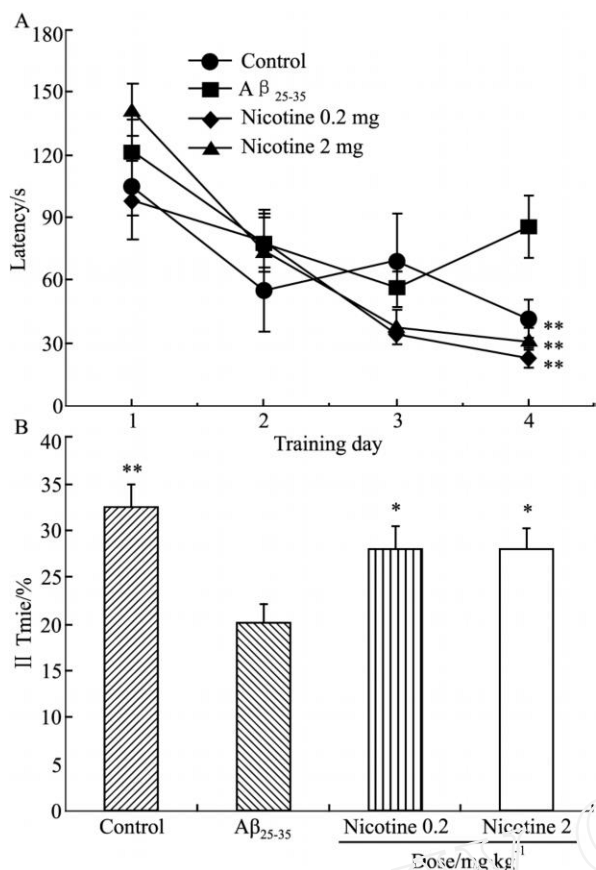 A
180
150
120
90
60
30
0
Latency/s
Control
A β 25-35
Nicotine 0.2 mg
Nicotine 2 mg
**
**
**
1 2 3 4
Training day
B
40
35
30
25
20
15
10
5
0
II Tmie/%
** * *
Control Aβ25-35 Nicotine 0.2 Nicotine 2
Dose/mg kg-1